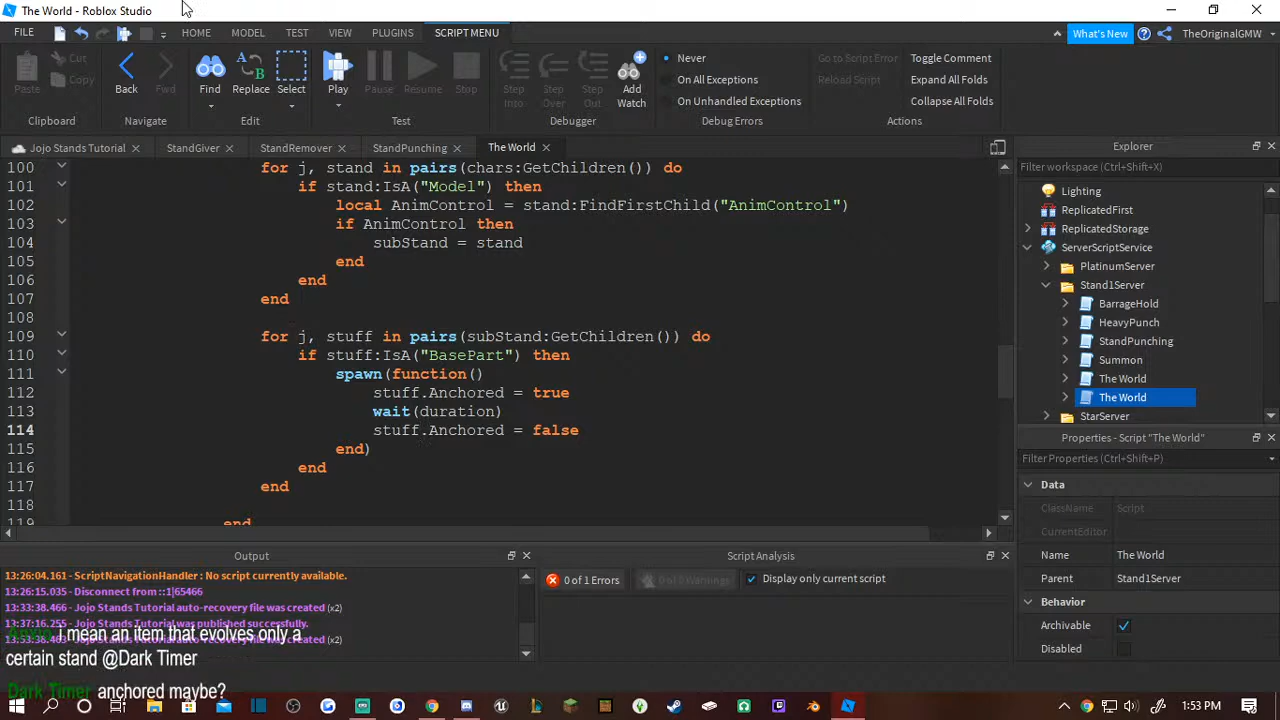 The World - Roblox Studio
FILE HOME MODEL TEST VIEW PLUGINS SCRIPT MENU What's New TheOriginalGMW
Cut Never Go to Script Error Toggle Comment
Copy On All Exceptions Reload Script Expand All Folds
Paste Back Fwd Find Replace Select Play Pause Resume Stop Step Into Step Over Step Out Add Watch On Unhandled Exceptions Collapse All Folds
Clipboard Navigate Edit Test Debugger Debug Errors Actions
Jojo Stands Tutorial StandGiver StandRemover StandPunching The World
100 for j, stand in pairs(chars:GetChildren()) do
101 if stand:IsA("Model") then
102 local AnimControl = stand:FindFirstChild("AnimControl")
103 if AnimControl then
104 subStand = stand
105 end
106 end
107 end
108
109 for j, stuff in pairs(subStand:GetChildren()) do
110 if stuff:IsA("BasePart") then
111 spawn(function()
112 stuff.Anchored = true
113 wait(duration)
114 stuff.Anchored = false
115 end)
116 end
117 end
118
119 end
Explorer
Filter workspace (Ctrl+Shift+X)
Lighting
ReplicatedFirst
ReplicatedStorage
ServerScriptService
PlatinumServer
Stand1Server
BarrageHold
HeavyPunch
StandPunching
Summon
The World
The World
StarServer
Properties - Script "The World"
Filter Properties (Ctrl+Shift+P)
Data
ClassName Script
CurrentEditor
Name The World
Parent Stand1Server
Behavior
Archivable
Disabled
Output
13:26:04.161 - ScriptNavigationHandler : No script currently available.
13:26:15.035 - Disconnect from ::1|65466
13:33:38.466 - Jojo Stands Tutorial auto-recovery file was created (x2)
13:37:16.255 - Jojo Stands Tutorial was published successfully.
Jojo Stands Tutorial auto-recovery file was created (x2)
Script Analysis
0 of 1 Errors 0 of 0 Warnings Display only current script
i mean an item that evolves only a
certain stand @Dark Timer
Dark Timer anchored maybe?
1:53 PM